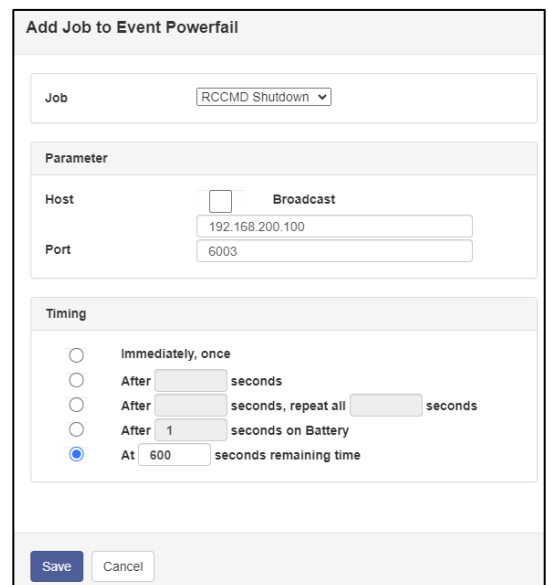 Add Job to Event Powerfail
Job RCCMD Shutdown
Parameter
Host Broadcast
192.168.200.100
Port 6003
Timing
Immediately, once
After seconds
After seconds, repeat all seconds
After 1 seconds on Battery
At 600 seconds remaining time
Save Cancel